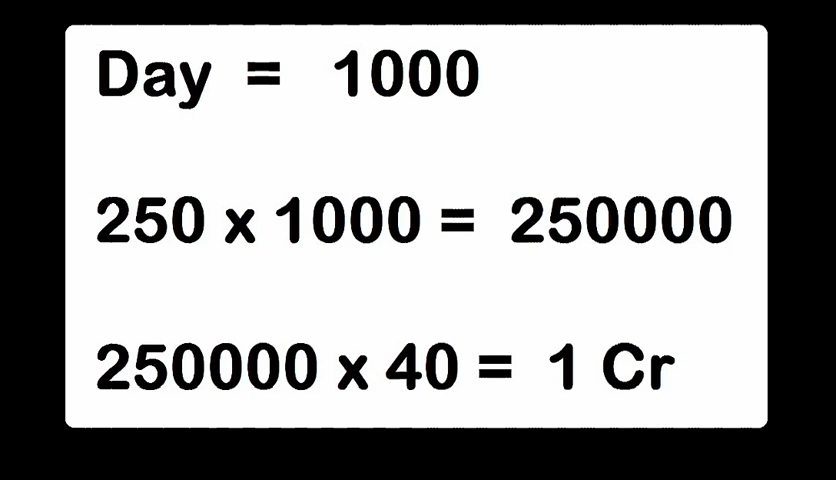 Day = 1000
250 x 1000 = 250000
250000 x 40 = 1 Cr